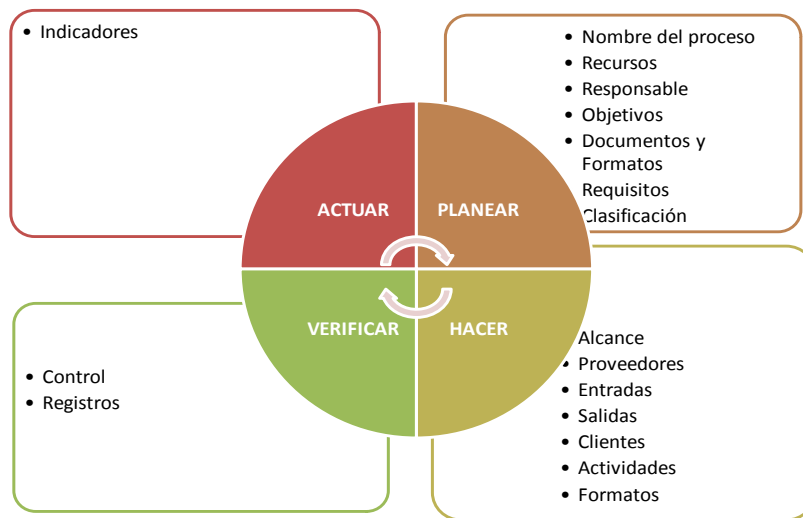 • Indicadores
• Nombre del proceso
• Recursos
• Responsable
• Objetivos
• Documentos y
Formatos
Requisitos
Clasificación
ACTUAR
PLANEAR
VERIFICAR
HACER
• Control
• Registros
Alcance
• Proveedores
• Entradas
• Salidas
• Clientes
• Actividades
• Formatos